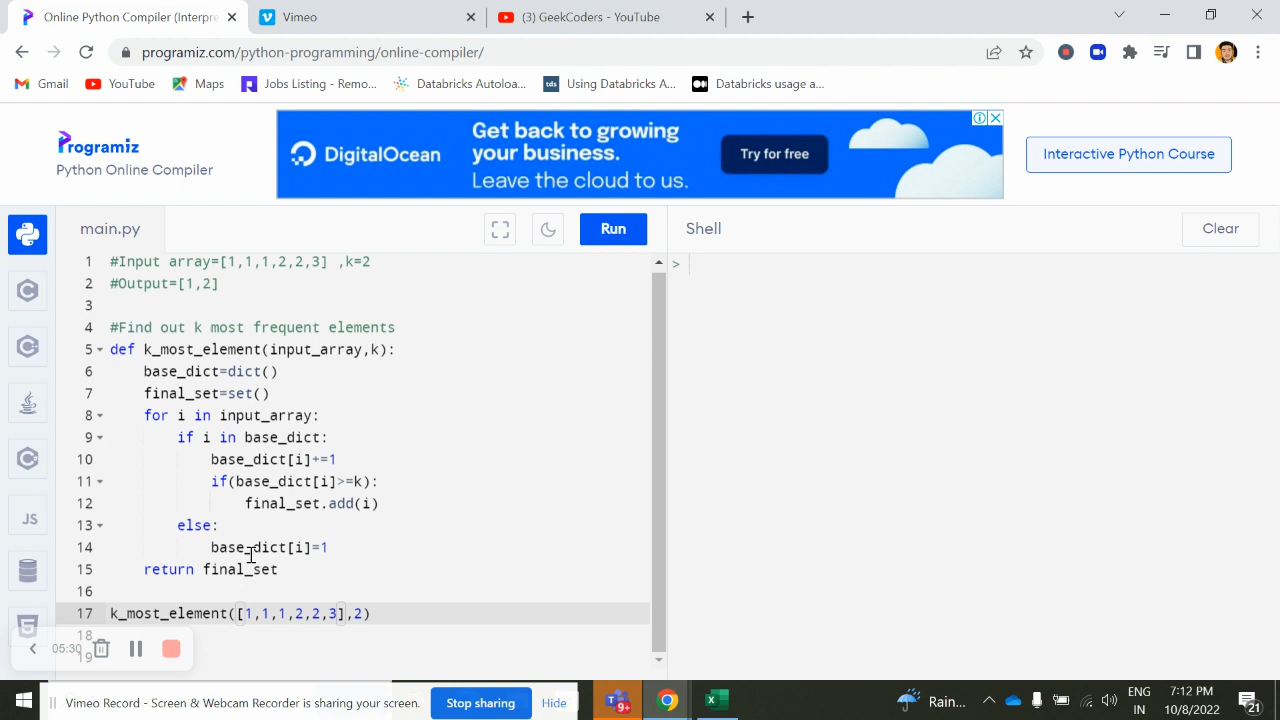 Online Python Compiler (Interpre
Vimeo
(3) GeekCoders - YouTube
programiz.com/python-programming/online-compiler/
Gmail
YouTube
Maps
Jobs Listing - Remo...
Databricks Autoloa...
tds
Using Databricks A...
Databricks usage a...
Programiz
Python Online Compiler
DigitalOcean
Get back to growing
your business.
Leave the cloud to us.
Try for free
Interactive Python Course
main.py
Run
Shell
Clear
JS
1 #Input array=[1,1,1,2,2,3] ,k=2
2 #Output=[1,2]
3
4 #Find out k most frequent elements
5 def k_most_element(input_array,k):
6 base_dict=dict()
7 final_set=set()
8 for i in input_array:
9 if i in base_dict:
10 base_dict[i]+=1
11 if(base_dict[i]>=k):
12 final_set.add(i)
13 else:
14 base_dict[i]=1
15 return final_set
16
17 k_most_element([1,1,1,2,2,3],2)
18
19
>
05:30
Vimeo Record - Screen & Webcam Recorder is sharing your screen.
Stop sharing
Hide
9+
Rain...
ENG
IN
7:12 PM
10/8/2022
21